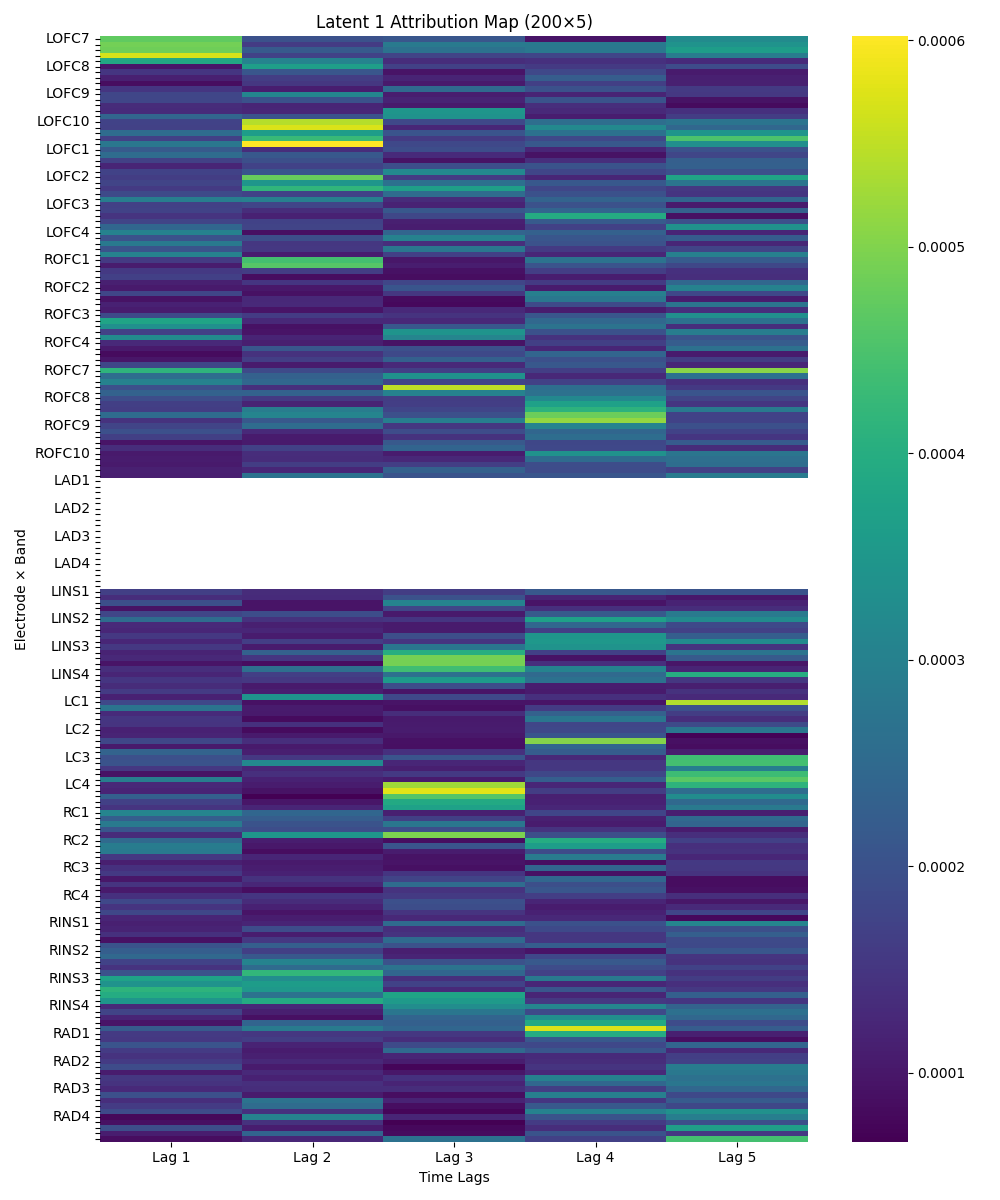 Latent 1 Attribution Map (200×5)
LOFC7
LOFC8
LOFC9
LOFC10
LOFC1
LOFC2
LOFC3
LOFC4
ROFC1
ROFC2
ROFC3
ROFC4
ROFC7
ROFC8
ROFC9
ROFC10
LAD1
LAD2
LAD3
LAD4
LINS1
LINS2
LINS3
LINS4
LC1
LC2
LC3
LC4
RC1
RC2
RC3
RC4
RINS1
RINS2
RINS3
RINS4
RAD1
RAD2
RAD3
RAD4
Electrode × Band
Lag 1 Lag 2 Lag 3 Lag 4 Lag 5
Time Lags
0.0006
0.0005
0.0004
0.0003
0.0002
0.0001